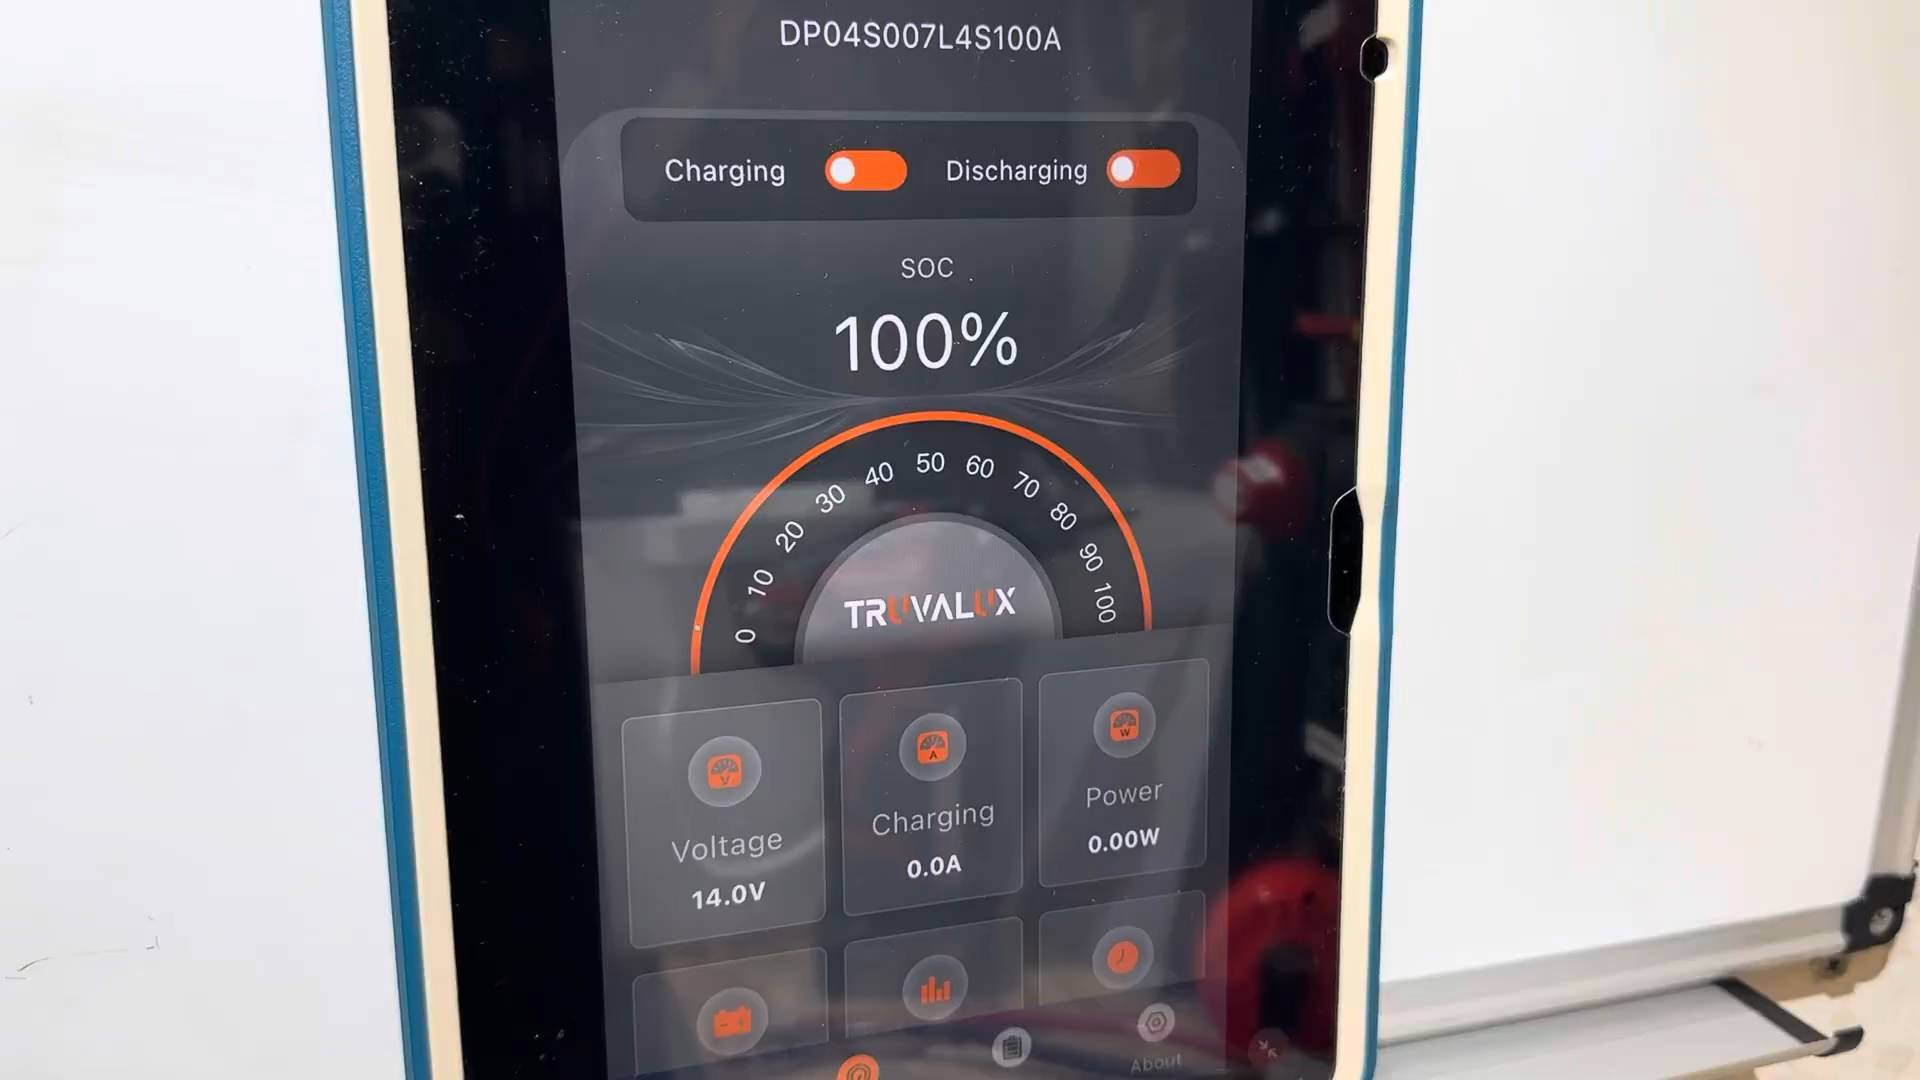 DP04S007L4S100A
Charging Discharging
SOC
100%
0 10 20 30 40 50 60 70 80 90 100
TRUVALUX
V A W
Voltage Charging Power
14.0V 0.0A 0.00W
About